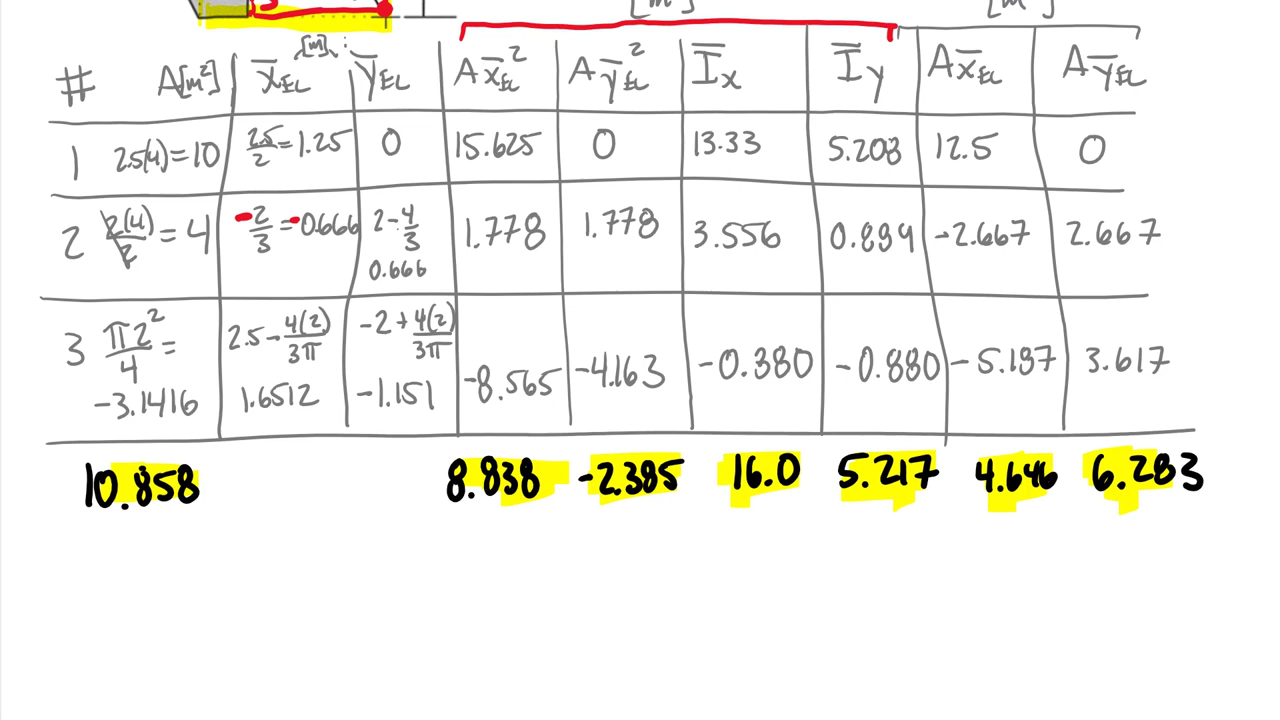 [m]
# A[m²] x̄EL ȳEL Ax̄EL² AȳEL² Īx Īy Ax̄EL AȳEL
1 2.5(4)=10 2.5/2=1.25 0 15.625 0 13.33 5.208 12.5 0
2 2(4)/2=4 -2/3=-0.666 2-4/3 1.778 1.778 3.556 0.889 -2.667 2.667
0.666
3 π2²/4= 2.5-4(2)/3π -2+4(2)/3π -8.565 -4.163 -0.380 -0.880 -5.187 3.617
-3.1416 1.6512 -1.151
10.858 8.838 -2.385 16.0 5.217 4.646 6.283